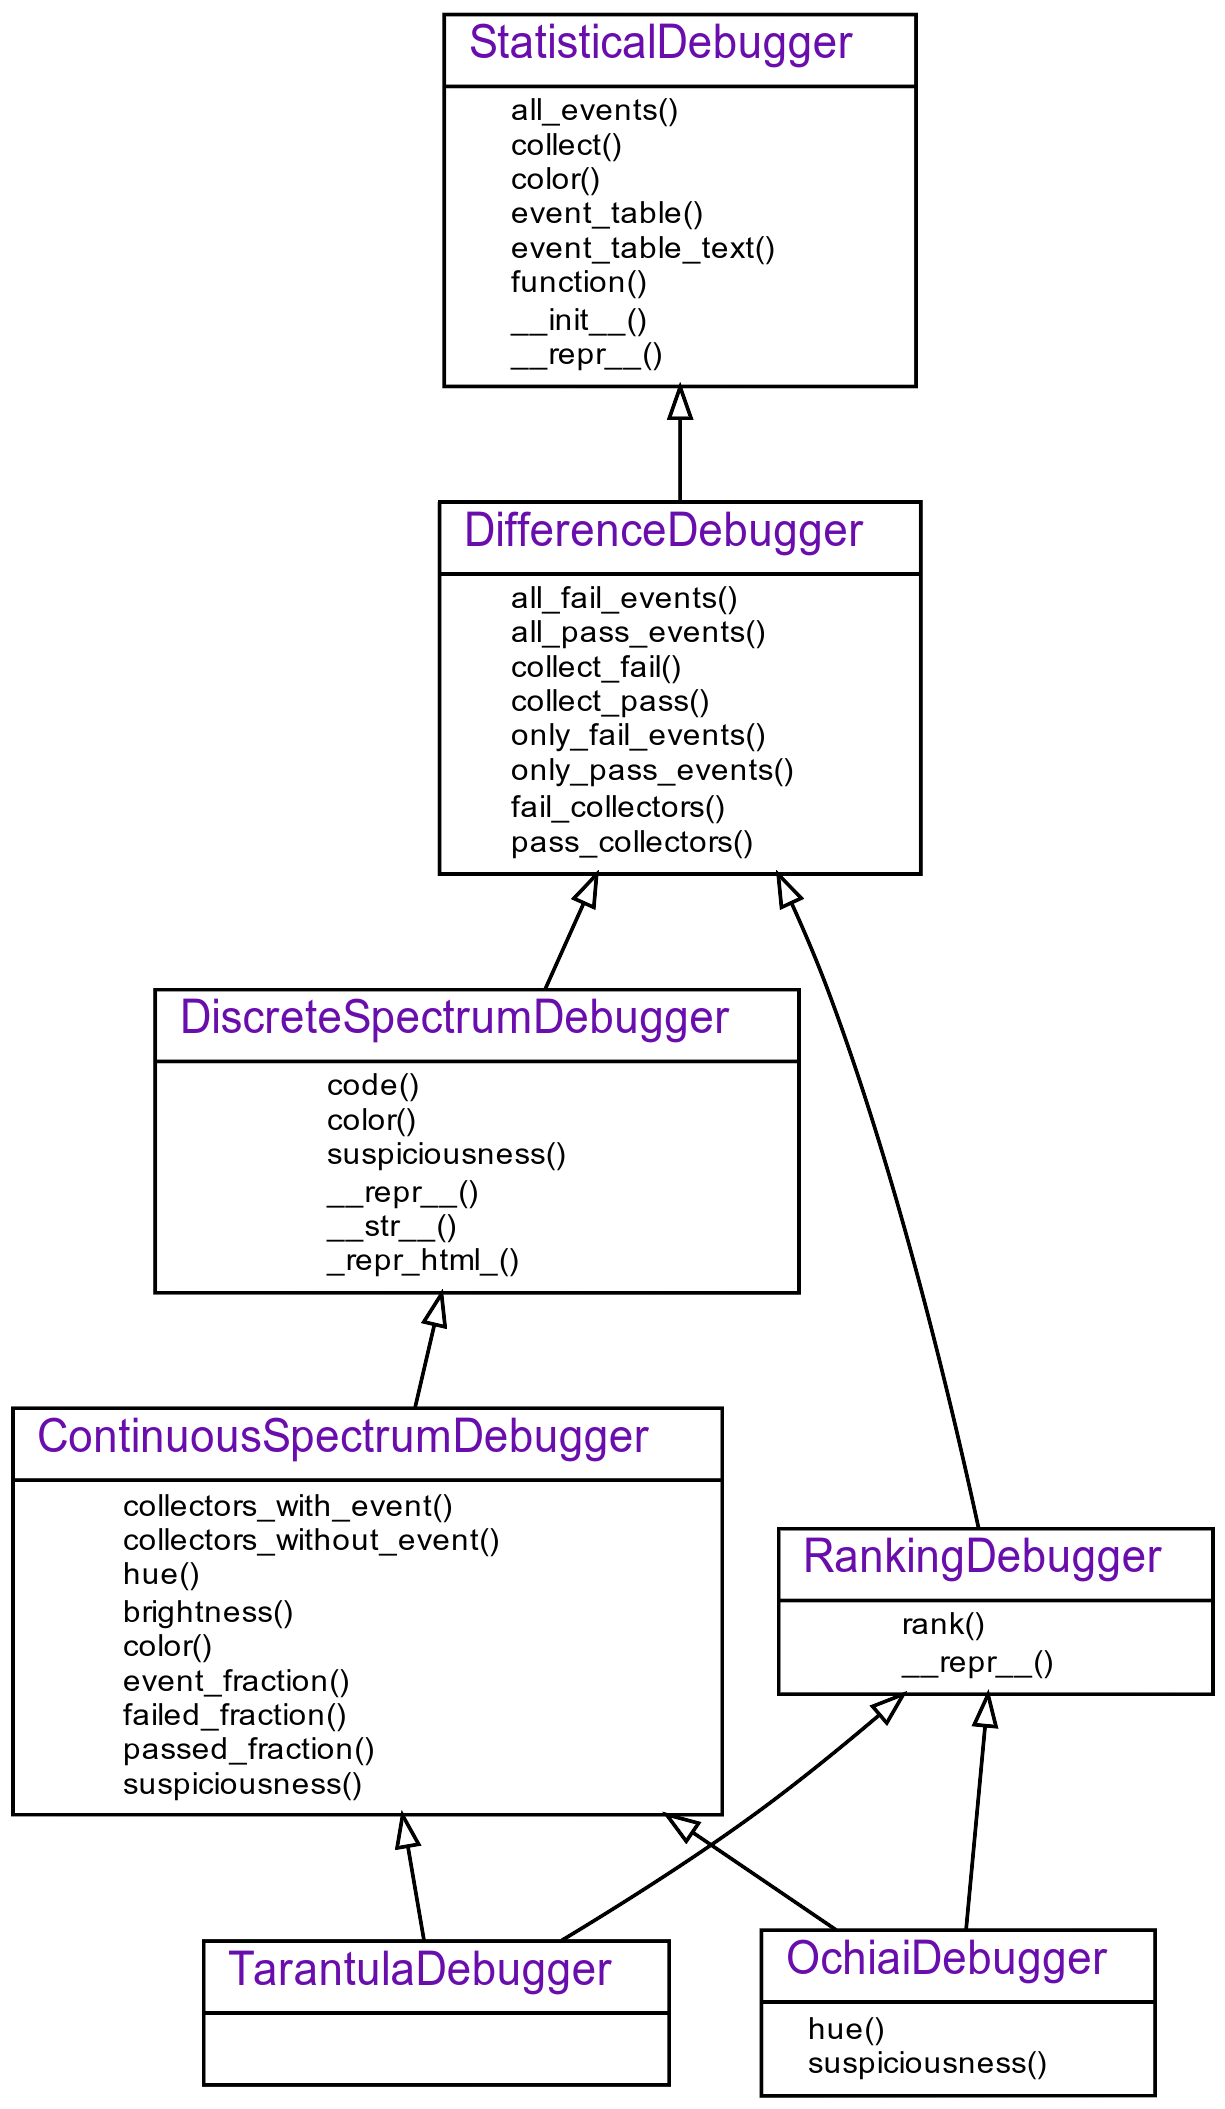 StatisticalDebugger
all_events()
collect()
color()
event_table()
event_table_text()
function()
__init__()
__repr__()
DifferenceDebugger
all_fail_events()
all_pass_events()
collect_fail()
collect_pass()
only_fail_events()
only_pass_events()
fail_collectors()
pass_collectors()
DiscreteSpectrumDebugger
code()
color()
suspiciousness()
__repr__()
__str__()
_repr_html_()
ContinuousSpectrumDebugger
collectors_with_event()
collectors_without_event()
hue()
brightness()
color()
event_fraction()
failed_fraction()
passed_fraction()
suspiciousness()
RankingDebugger
rank()
__repr__()
TarantulaDebugger
OchiaiDebugger
hue()
suspiciousness()